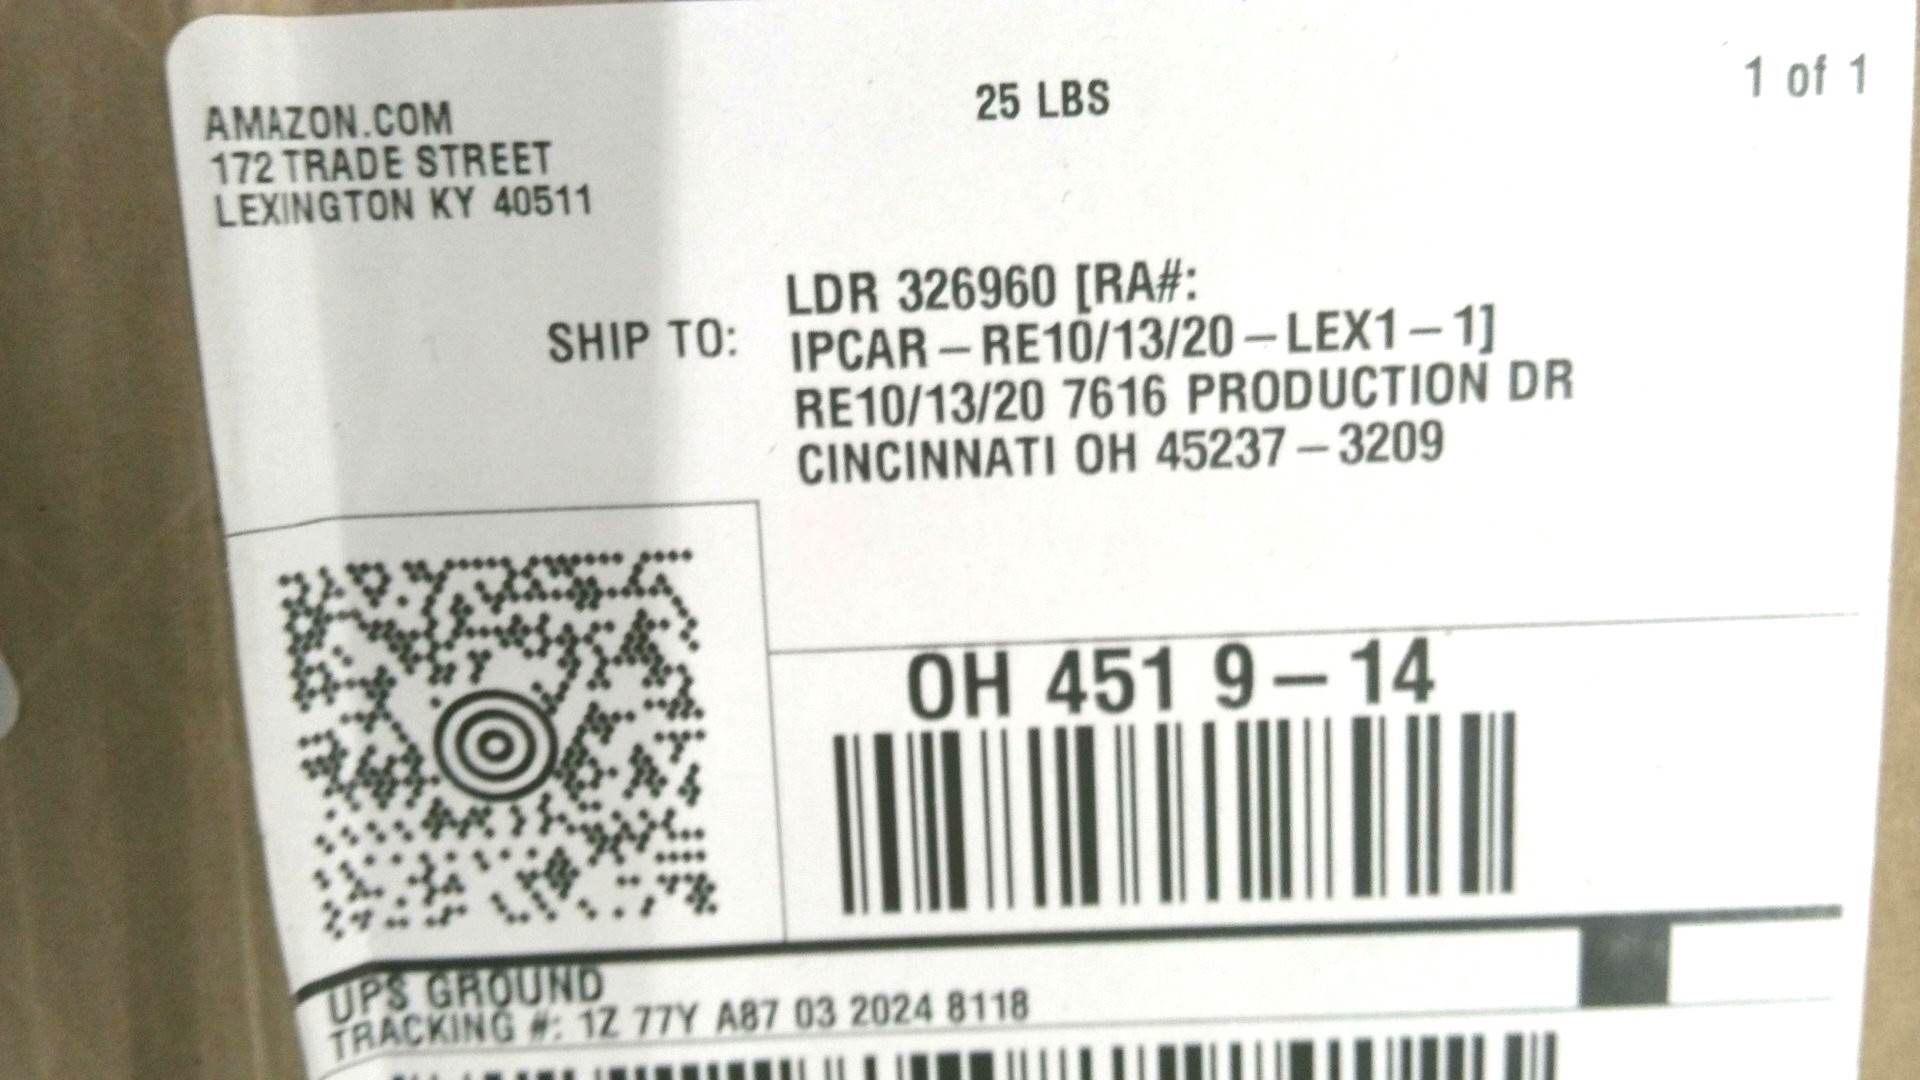 AMAZON.COM
172 TRADE STREET
LEXINGTON KY 40511
25 LBS
1 of 1
SHIP TO:
LDR 326960 [RA#:
IPCAR-RE10/13/20-LEX1-1]
RE10/13/20 7616 PRODUCTION DR
CINCINNATI OH 45237-3209
OH 451 9-14
UPS GROUND
TRACKING #: 1Z 77Y A87 03 2024 8118